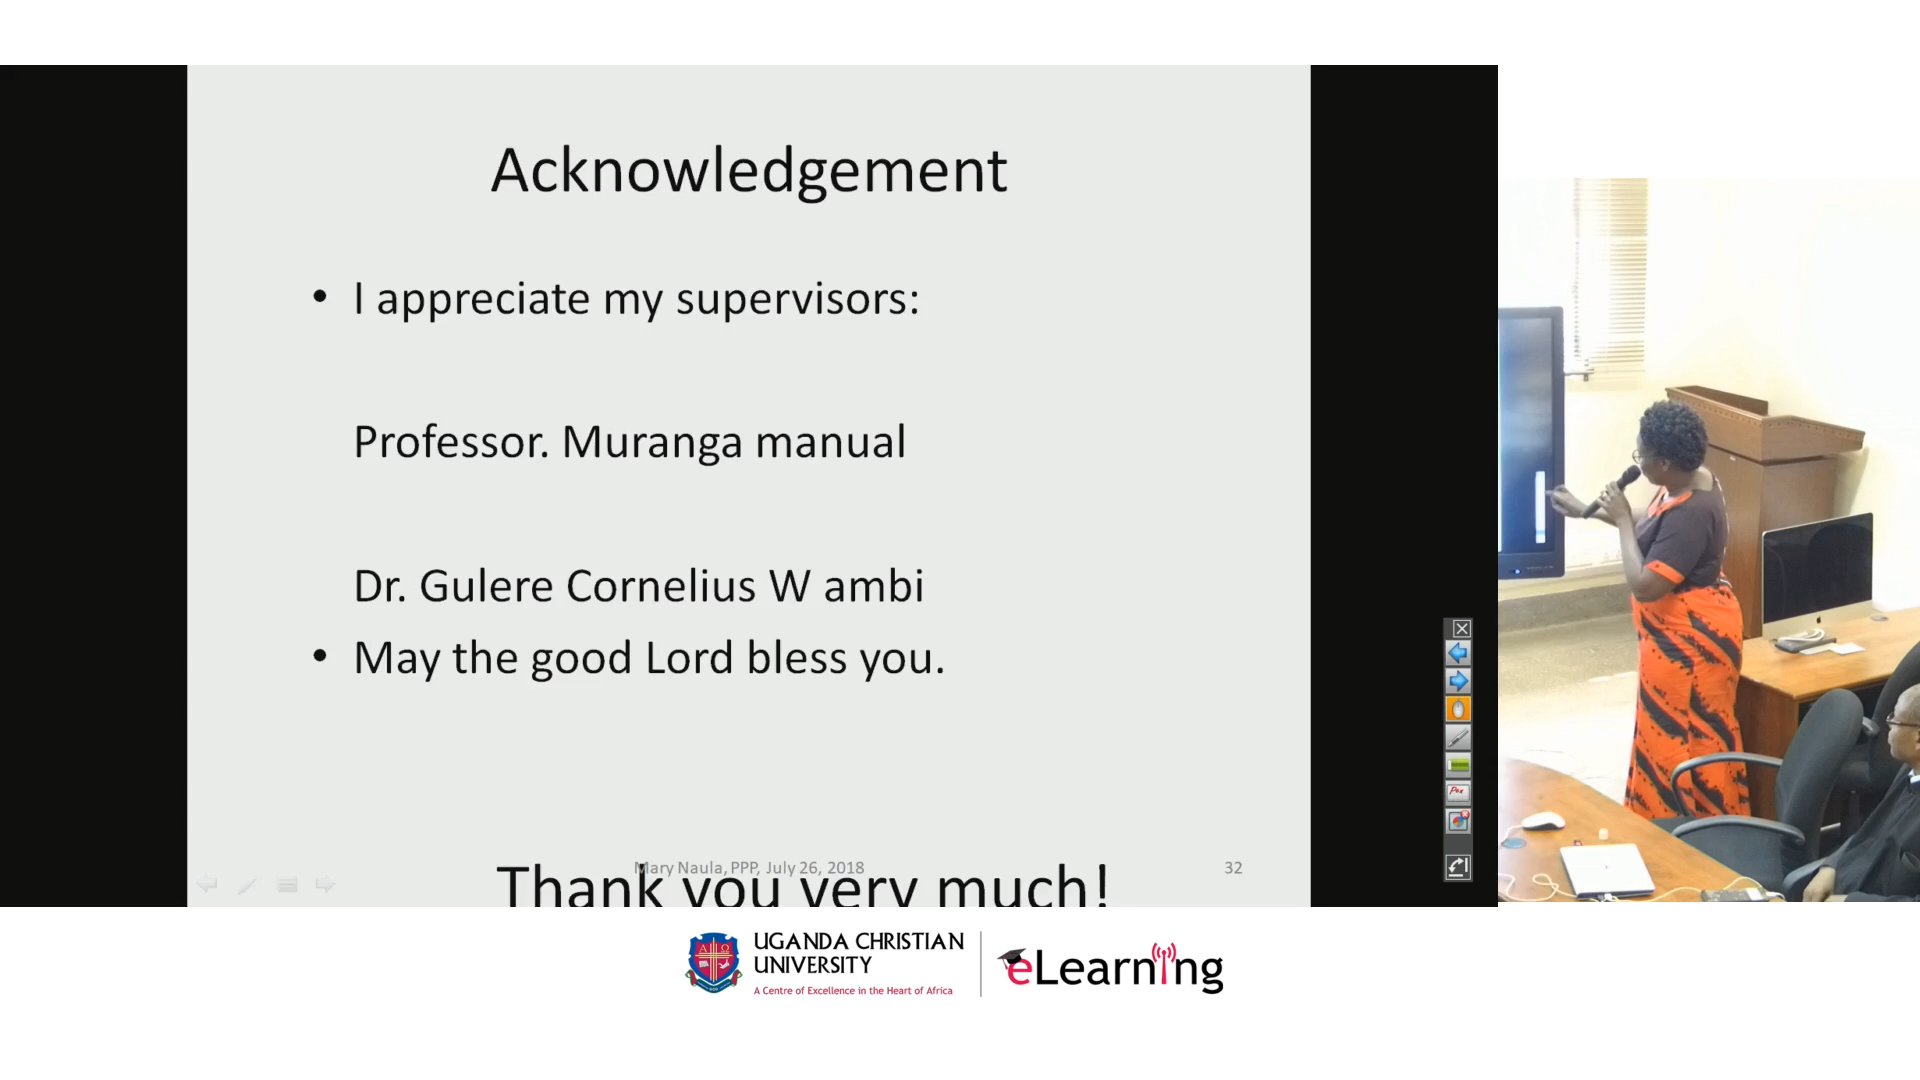 Acknowledgement
• I appreciate my supervisors:
Professor. Muranga manual
Dr. Gulere Cornelius W ambi
• May the good Lord bless you.
Mary Naula, PPP, July 26, 2018
32
Thank you very much!
UGANDA CHRISTIAN
UNIVERSITY
A Centre of Excellence in the Heart of Africa
eLearning